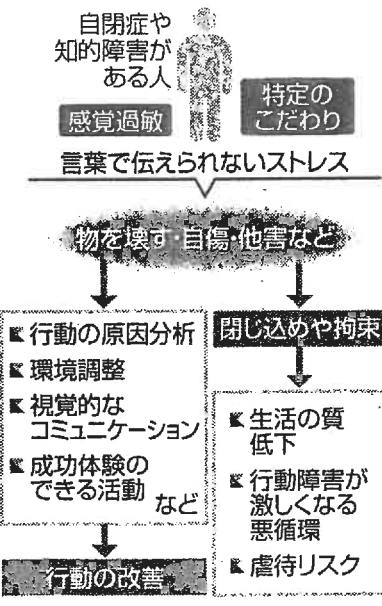 自閉症や
知的障害が
ある人
感覚過敏
特定の
こだわり
言葉で伝えられないストレス
物を壊す・自傷・他害など
行動の原因分析
環境調整
視覚的な
コミュニケーション
成功体験の
できる活動
など
行動の改善
閉じ込めや拘束
生活の質
低下
行動障害が
激しくなる
悪循環
虐待リスク